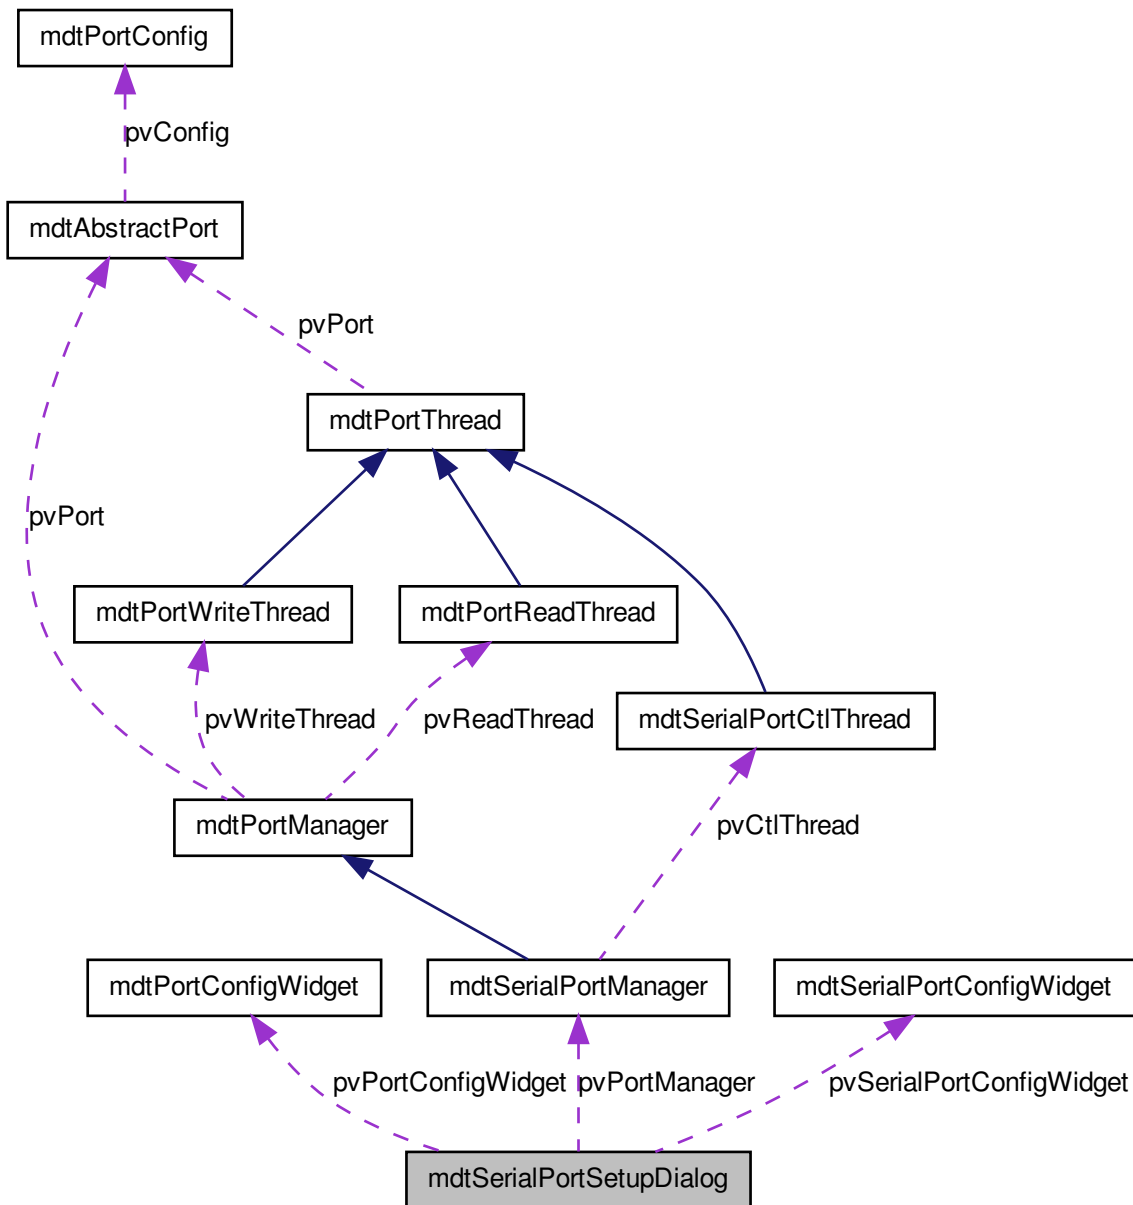 mdtPortConfig
pvConfig
mdtAbstractPort
pvPort
mdtPortThread
pvPort
mdtPortWriteThread
mdtPortReadThread
pvWriteThread
pvReadThread
mdtSerialPortCtlThread
mdtPortManager
pvCtlThread
mdtPortConfigWidget
mdtSerialPortManager
mdtSerialPortConfigWidget
pvPortConfigWidget
pvPortManager
pvSerialPortConfigWidget
mdtSerialPortSetupDialog